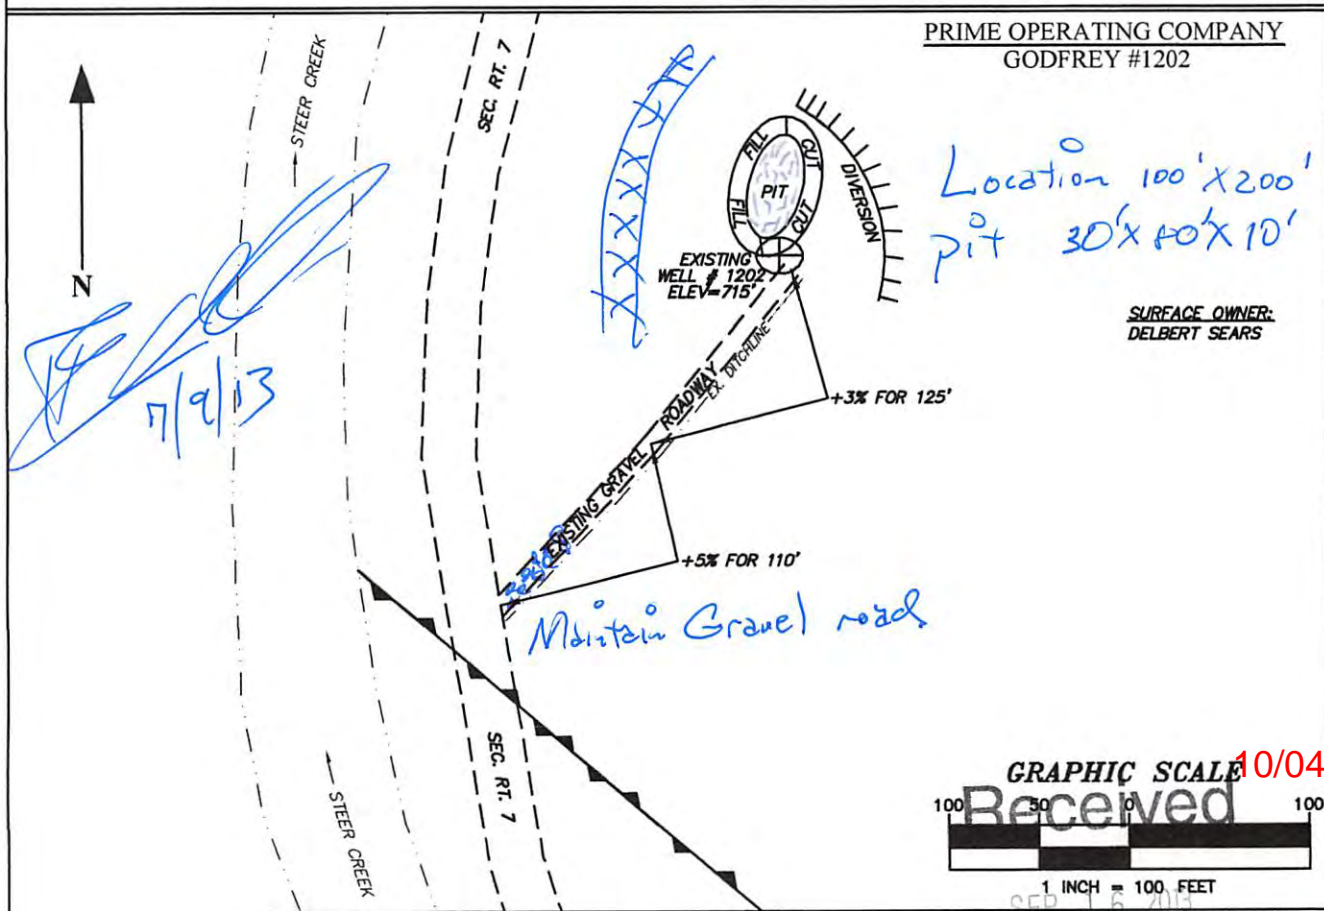 PRIME OPERATING COMPANY
GODFREY #1202
STEER CREEK
SEC. RT. 7
N
7/9/13
FILL
CUT
PIT
FILL
CUT
DIVERSION
Location 100'X200'
pit 30'X80'X10'
EXISTING
WELL # 1202
ELEV=715'
SURFACE OWNER:
DELBERT SEARS
EXISTING GRAVEL ROADWAY
EX. DITCHLINE
+3% FOR 125'
+5% FOR 110'
Maintain Gravel road
SEC. RT. 7
STEER CREEK
GRAPHIC SCALE
10/04
Received
100 50 0 100
1 INCH = 100 FEET
SEP 16 2013